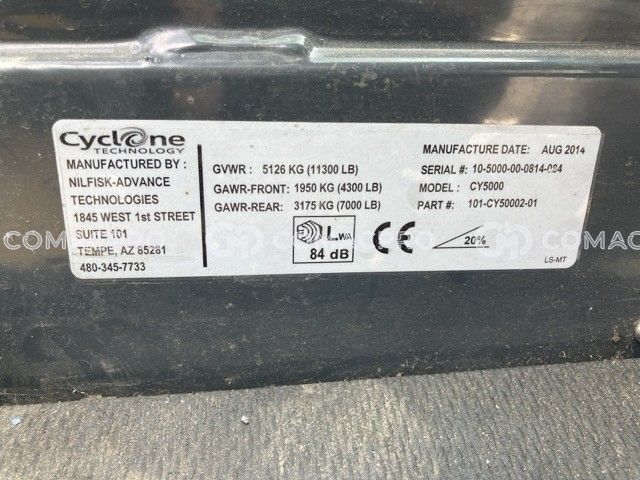 Cyclone
TECHNOLOGY
MANUFACTURED BY :
NILFISK-ADVANCE
TECHNOLOGIES
1845 WEST 1st STREET
SUITE 101
TEMPE, AZ 85281
480-345-7733
GVWR : 5126 KG (11300 LB)
GAWR-FRONT: 1950 KG (4300 LB)
GAWR-REAR: 3175 KG (7000 LB)
LWA
84 dB
CE
20%
MANUFACTURE DATE: AUG 2014
SERIAL #: 10-5000-00-0814-084
MODEL : CY5000
PART #: 101-CY50002-01
LS-MT
COMAC
COMAC